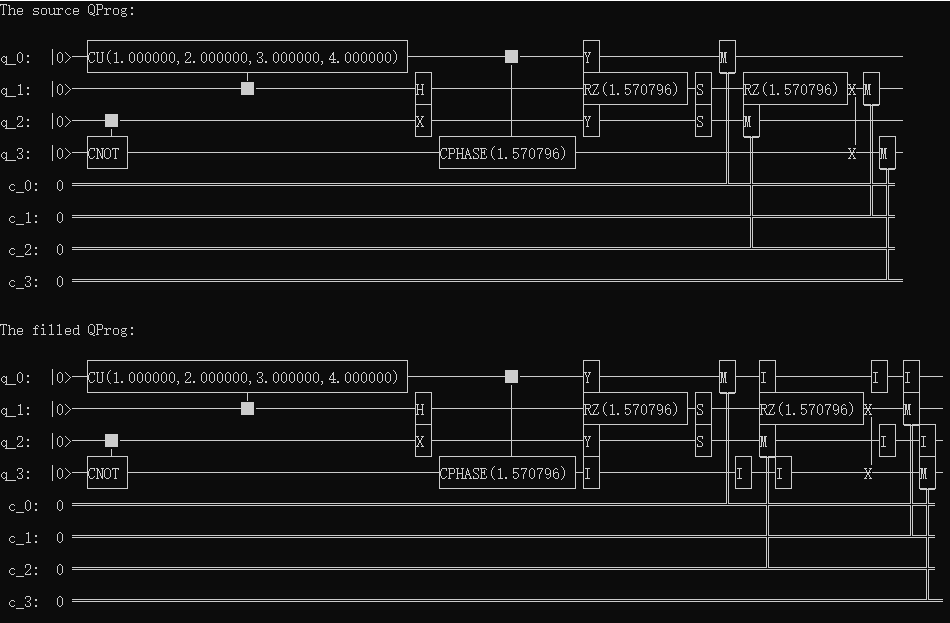 The source QProg:
q_0: |0> CU(1.000000,2.000000,3.000000,4.000000) Y M
q_1: |0> H RZ(1.570796) S RZ(1.570796) X M
q_2: |0> X Y S M
q_3: |0> CNOT CPHASE(1.570796) X M
c_0: 0
c_1: 0
c_2: 0
c_3: 0
The filled QProg:
q_0: |0> CU(1.000000,2.000000,3.000000,4.000000) Y M I I I
q_1: |0> H RZ(1.570796) S RZ(1.570796) X M
q_2: |0> X Y S M I I
q_3: |0> CNOT CPHASE(1.570796) I I I X M
c_0: 0
c_1: 0
c_2: 0
c_3: 0